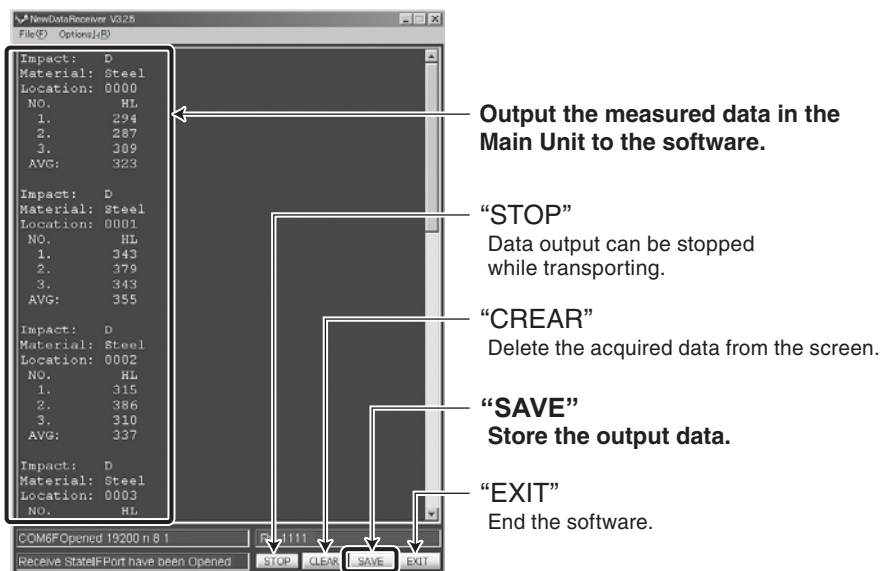 NewDataReceiver V3.2.6
File(F) Options](R)
Impact: D
Material: Steel
Location: 0000
NO. HL
1. 294
2. 287
3. 389
AVG: 323
Impact: D
Material: Steel
Location: 0001
NO. HL
1. 343
2. 379
3. 343
AVG: 355
Impact: D
Material: Steel
Location: 0002
NO. HL
1. 315
2. 386
3. 310
AVG: 337
Impact: D
Material: Steel
Location: 0003
NO. HL
COM6FOpened 19200 n 8 1
1111
Receive StateIFPort have been Opened
STOP CLEAR SAVE EXIT
Output the measured data in the
Main Unit to the software.
“STOP”
Data output can be stopped
while transporting.
“CREAR”
Delete the acquired data from the screen.
“SAVE”
Store the output data.
“EXIT”
End the software.